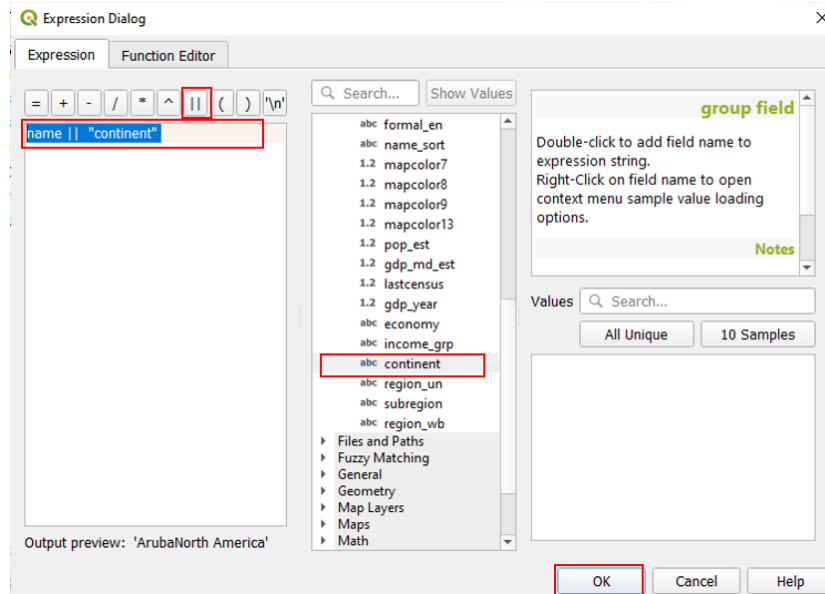 Expression Dialog
Expression Function Editor
= + - / * ^ || ( ) '\n'
name || "continent"
Output preview: 'ArubaNorth America'
Search... Show Values
abc formal_en
abc name_sort
1.2 mapcolor7
1.2 mapcolor8
1.2 mapcolor9
1.2 mapcolor13
1.2 pop_est
1.2 gdp_md_est
1.2 lastcensus
1.2 gdp_year
abc economy
abc income_grp
abc continent
abc region_un
abc subregion
abc region_wb
Files and Paths
Fuzzy Matching
General
Geometry
Map Layers
Maps
Math
group field
Double-click to add field name to
expression string.
Right-Click on field name to open
context menu sample value loading
options.
Notes
Values Search...
All Unique 10 Samples
OK Cancel Help